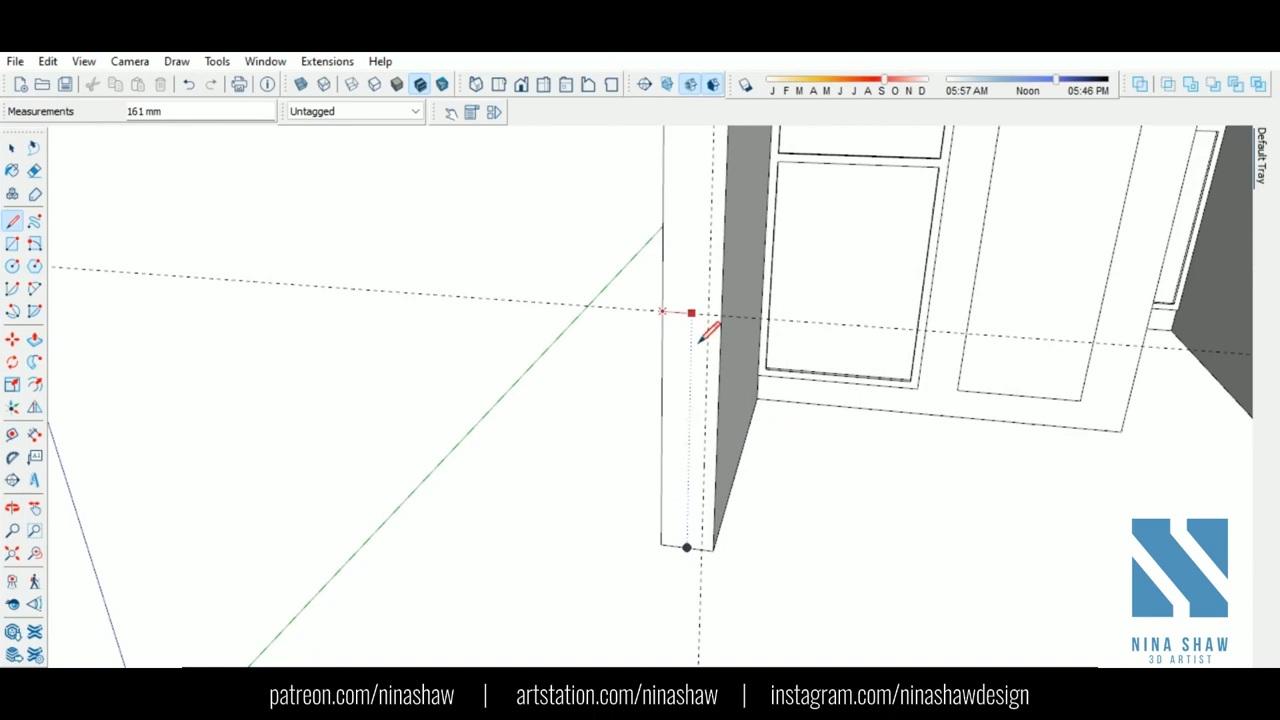 File Edit View Camera Draw Tools Window Extensions Help
J F M A M J J A S O N D 05:57 AM Noon 05:46 PM
Measurements 161 mm Untagged
Default Tray
NINA SHAW
3D ARTIST
patreon.com/ninashaw | artstation.com/ninashaw | instagram.com/ninashawdesign